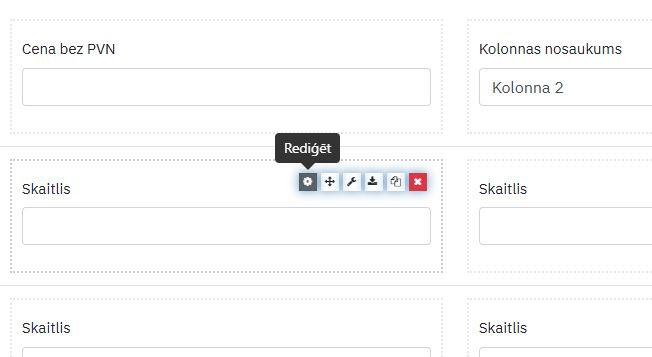 Cena bez PVN
Kolonnas nosaukums
Kolonna 2
Rediģēt
Skaitlis
Skaitlis
Skaitlis
Skaitlis